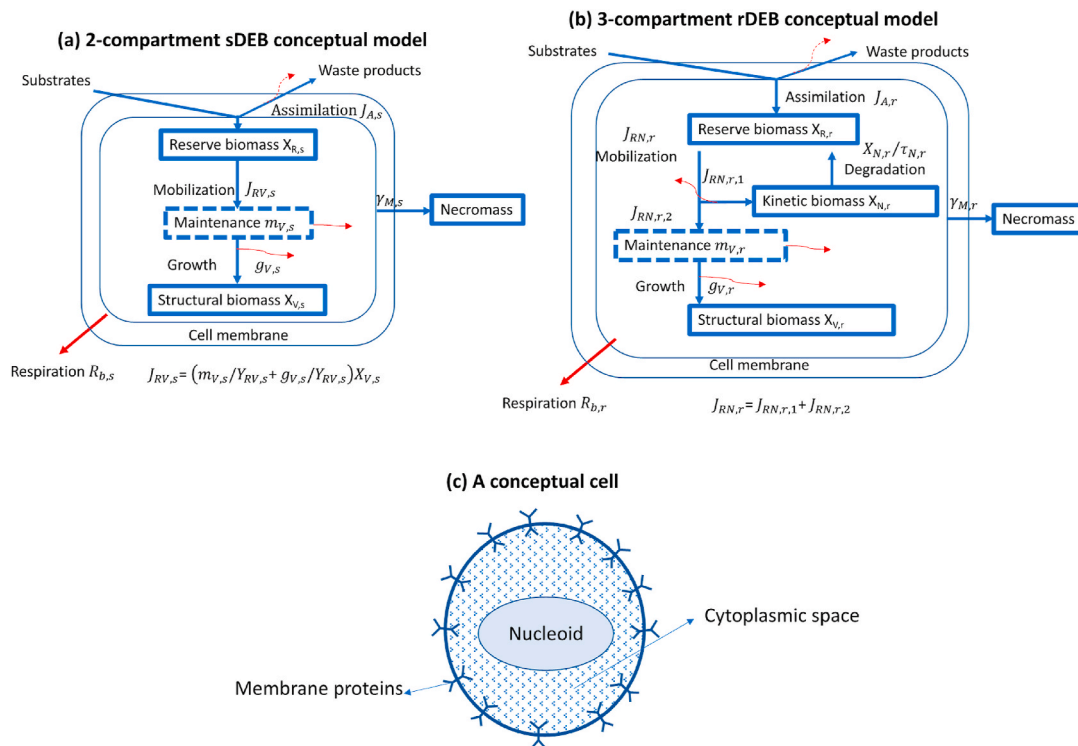 (a) 2-compartment sDEB conceptual model
Substrates
Waste products
Assimilation J_{A,s}
Reserve biomass X_{R,s}
Mobilization
J_{RV,s}
Maintenance m_{V,s}
Growth
g_{V,s}
Structural biomass X_{V,s}
Cell membrane
γ_{M,s}
Necromass
Respiration R_{b,s}
J_{RV,s}= (m_{V,s}/Y_{RV,s}+ g_{V,s}/Y_{RV,s})X_{V,s}
(b) 3-compartment rDEB conceptual model
Substrates
Waste products
Assimilation J_{A,r}
Reserve biomass X_{R,r}
J_{RN,r}
Mobilization
J_{RN,r,1}
X_{N,r}/τ_{N,r}
Degradation
Kinetic biomass X_{N,r}
J_{RN,r,2}
Maintenance m_{V,r}
Growth
g_{V,r}
Structural biomass X_{V,r}
Cell membrane
γ_{M,r}
Necromass
Respiration R_{b,r}
J_{RN,r}= J_{RN,r,1}+ J_{RN,r,2}
(c) A conceptual cell
Nucleoid
Cytoplasmic space
Membrane proteins